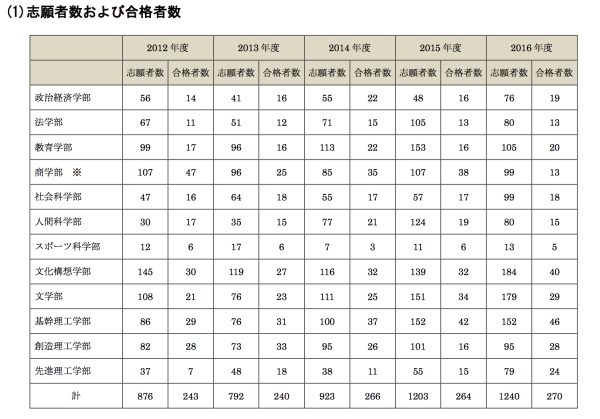 (1)志願者数および合格者数
2012 年度 2013 年度 2014 年度 2015 年度 2016 年度
志願者数 合格者数 志願者数 合格者数 志願者数 合格者数 志願者数 合格者数 志願者数 合格者数
政治経済学部 56 14 41 16 55 22 48 16 76 19
法学部 67 11 51 12 71 15 105 13 80 13
教育学部 99 17 96 16 113 22 153 16 105 20
商学部 ※ 107 47 96 25 85 35 107 38 99 13
社会科学部 47 16 64 18 55 17 57 17 99 18
人間科学部 30 17 35 15 77 21 124 19 80 15
スポーツ科学部 12 6 17 6 7 3 11 6 13 5
文化構想学部 145 30 119 27 116 32 139 32 184 40
文学部 108 21 76 23 111 25 151 34 179 29
基幹理工学部 86 29 76 31 100 37 152 42 152 46
創造理工学部 82 28 73 33 95 26 101 16 95 28
先進理工学部 37 7 48 18 38 11 55 15 79 24
計 876 243 792 240 923 266 1203 264 1240 270